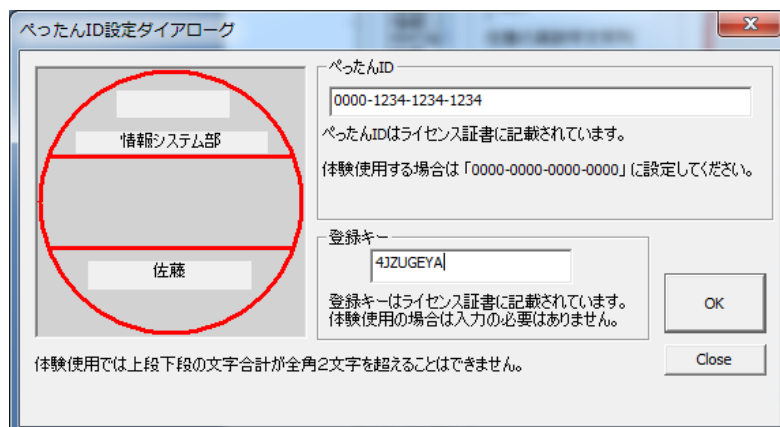 ぺったんID設定ダイアローグ
情報システム部
佐藤
ぺったんID
0000-1234-1234-1234
ぺったんIDはライセンス証書に記載されています。
体験使用する場合は「0000-0000-0000-0000」に設定してください。
登録キー
4JZUGEYA
登録キーはライセンス証書に記載されています。
体験使用の場合は入力の必要はありません。
OK
Close
体験使用では上段下段の文字合計が全角2文字を超えることはできません。